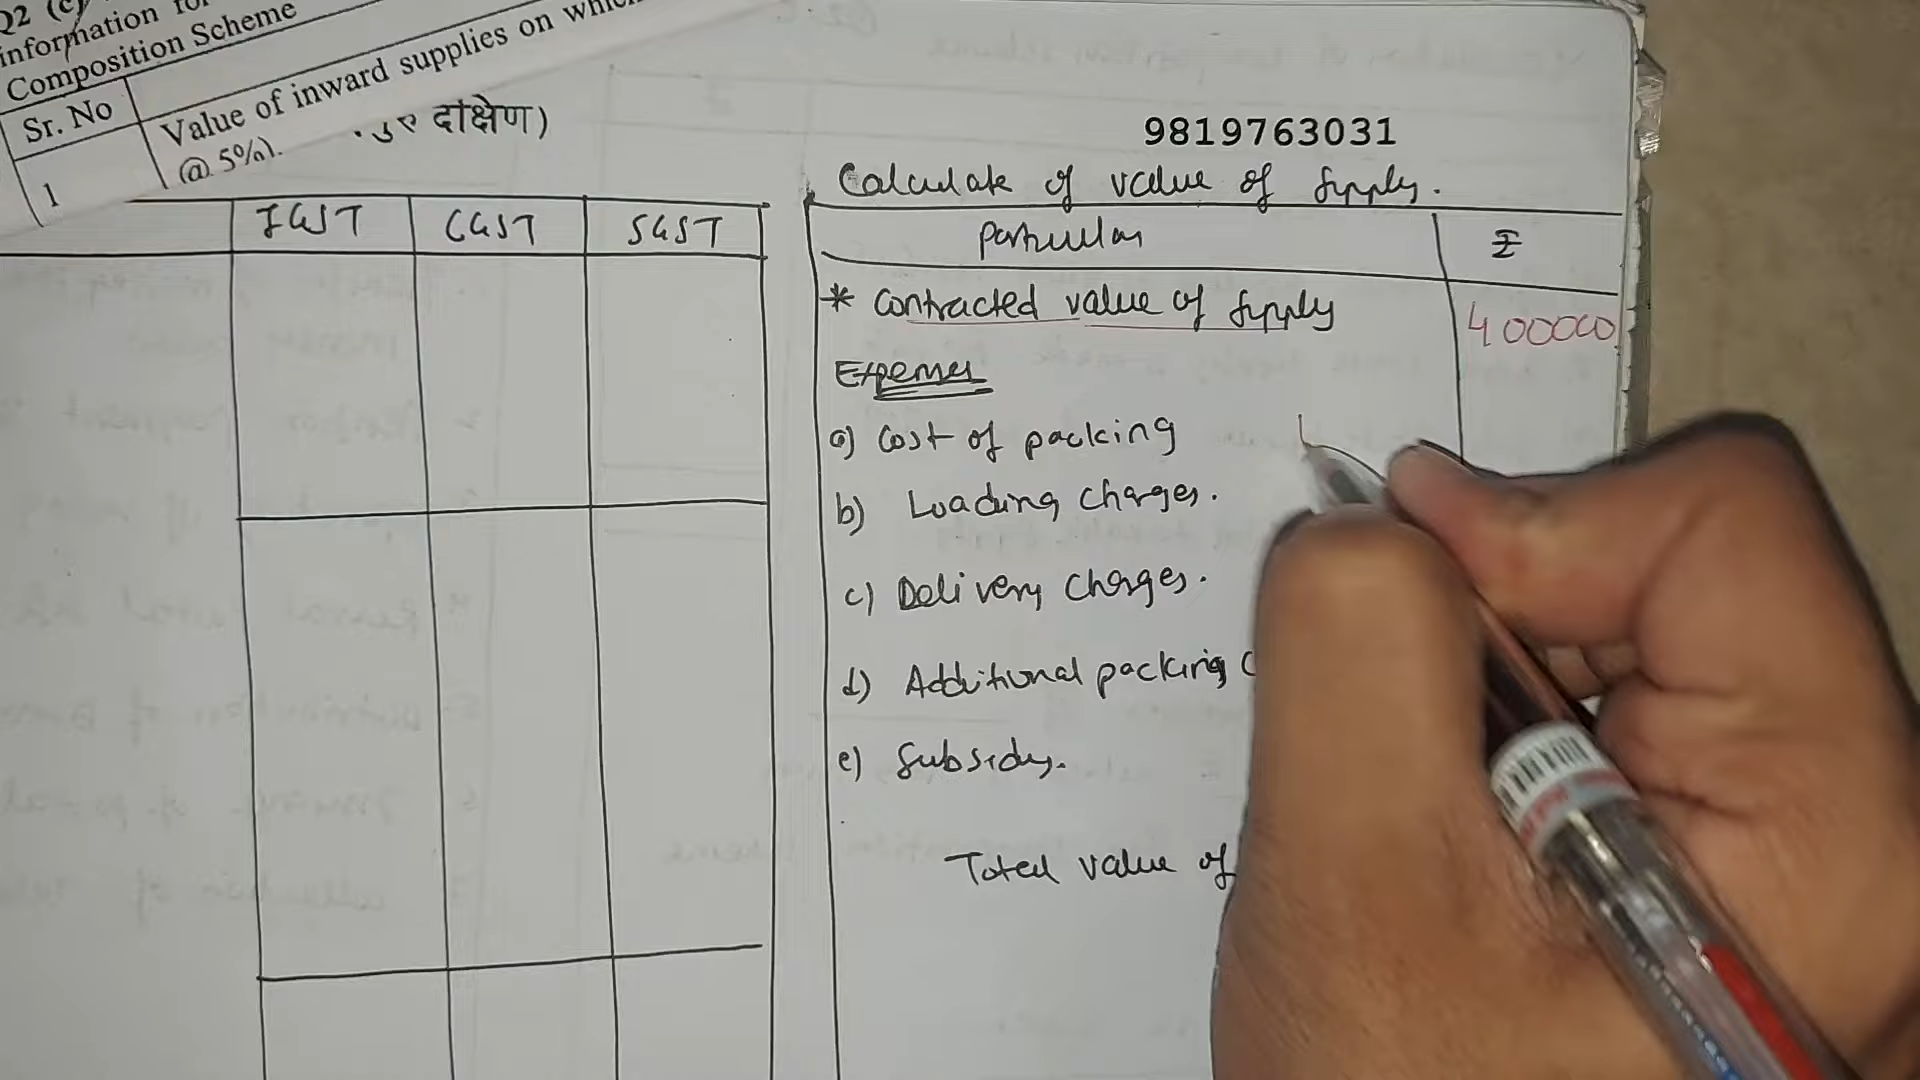 Q2 (c)
information for
Composition Scheme
Sr. No
Value of inward supplies on which
@ 5%).
1
दक्षिण)
9819763031
IGST CGST SGST
Calculate of value of supply.
Particular ₹
* Contracted value of supply 400000
Expenses
a) Cost of packing
b) Loading charges.
c) Delivery charges.
d) Additional packing C
e) Subsidy.
Total value of